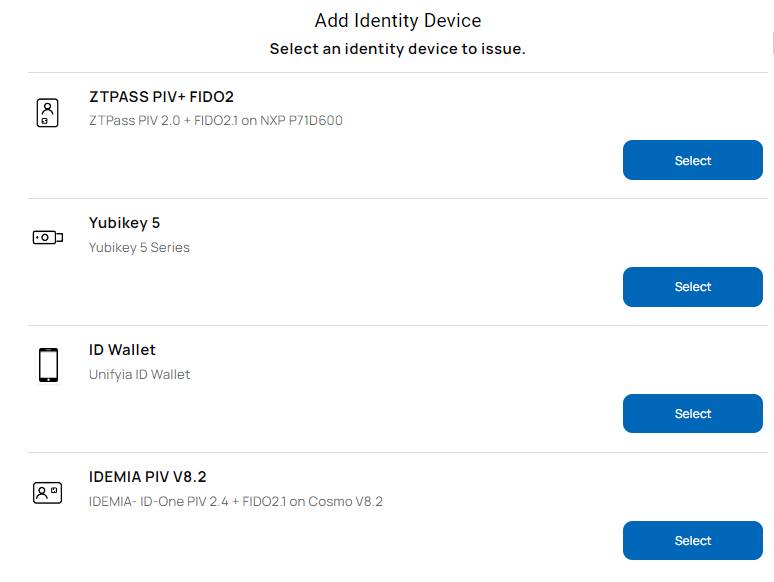 Add Identity Device
Select an identity device to issue.
ZTPASS PIV+ FIDO2
ZTPass PIV 2.0 + FIDO2.1 on NXP P71D600
Select
Yubikey 5
Yubikey 5 Series
Select
ID Wallet
Unifyia ID Wallet
Select
IDEMIA PIV V8.2
IDEMIA- ID-One PIV 2.4 + FIDO2.1 on Cosmo V8.2
Select